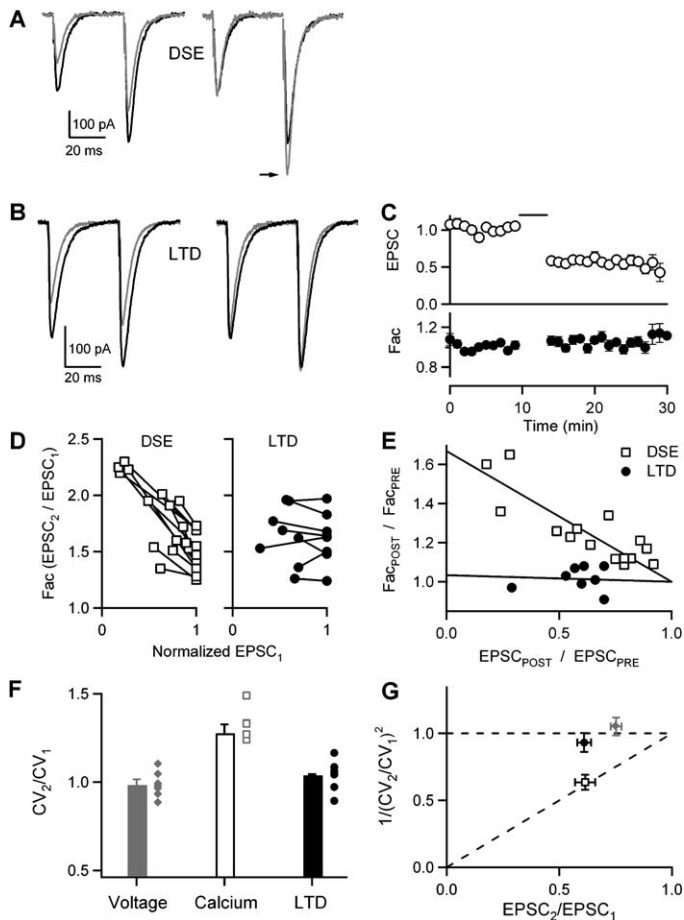 A
DSE
100 pA
20 ms
B
LTD
100 pA
20 ms
C
EPSC
1.0
0.5
0.0
Fac
1.2
1.0
0.8
0 10 20 30
Time (min)
D
DSE LTD
Fac (EPSC2 / EPSC1)
2.5
2.0
1.5
1.0
1 1
Normalized EPSC1
E
DSE
LTD
FacPOST / FacPRE
1.6
1.4
1.2
1.0
0.0 0.5 1.0
EPSCPOST / EPSCPRE
F
CV2/CV1
1.5
1.0
0.5
Voltage Calcium LTD
G
1/(CV2/CV1)2
1.0
0.5
0.0
0.0 0.5 1.0
EPSC2/EPSC1